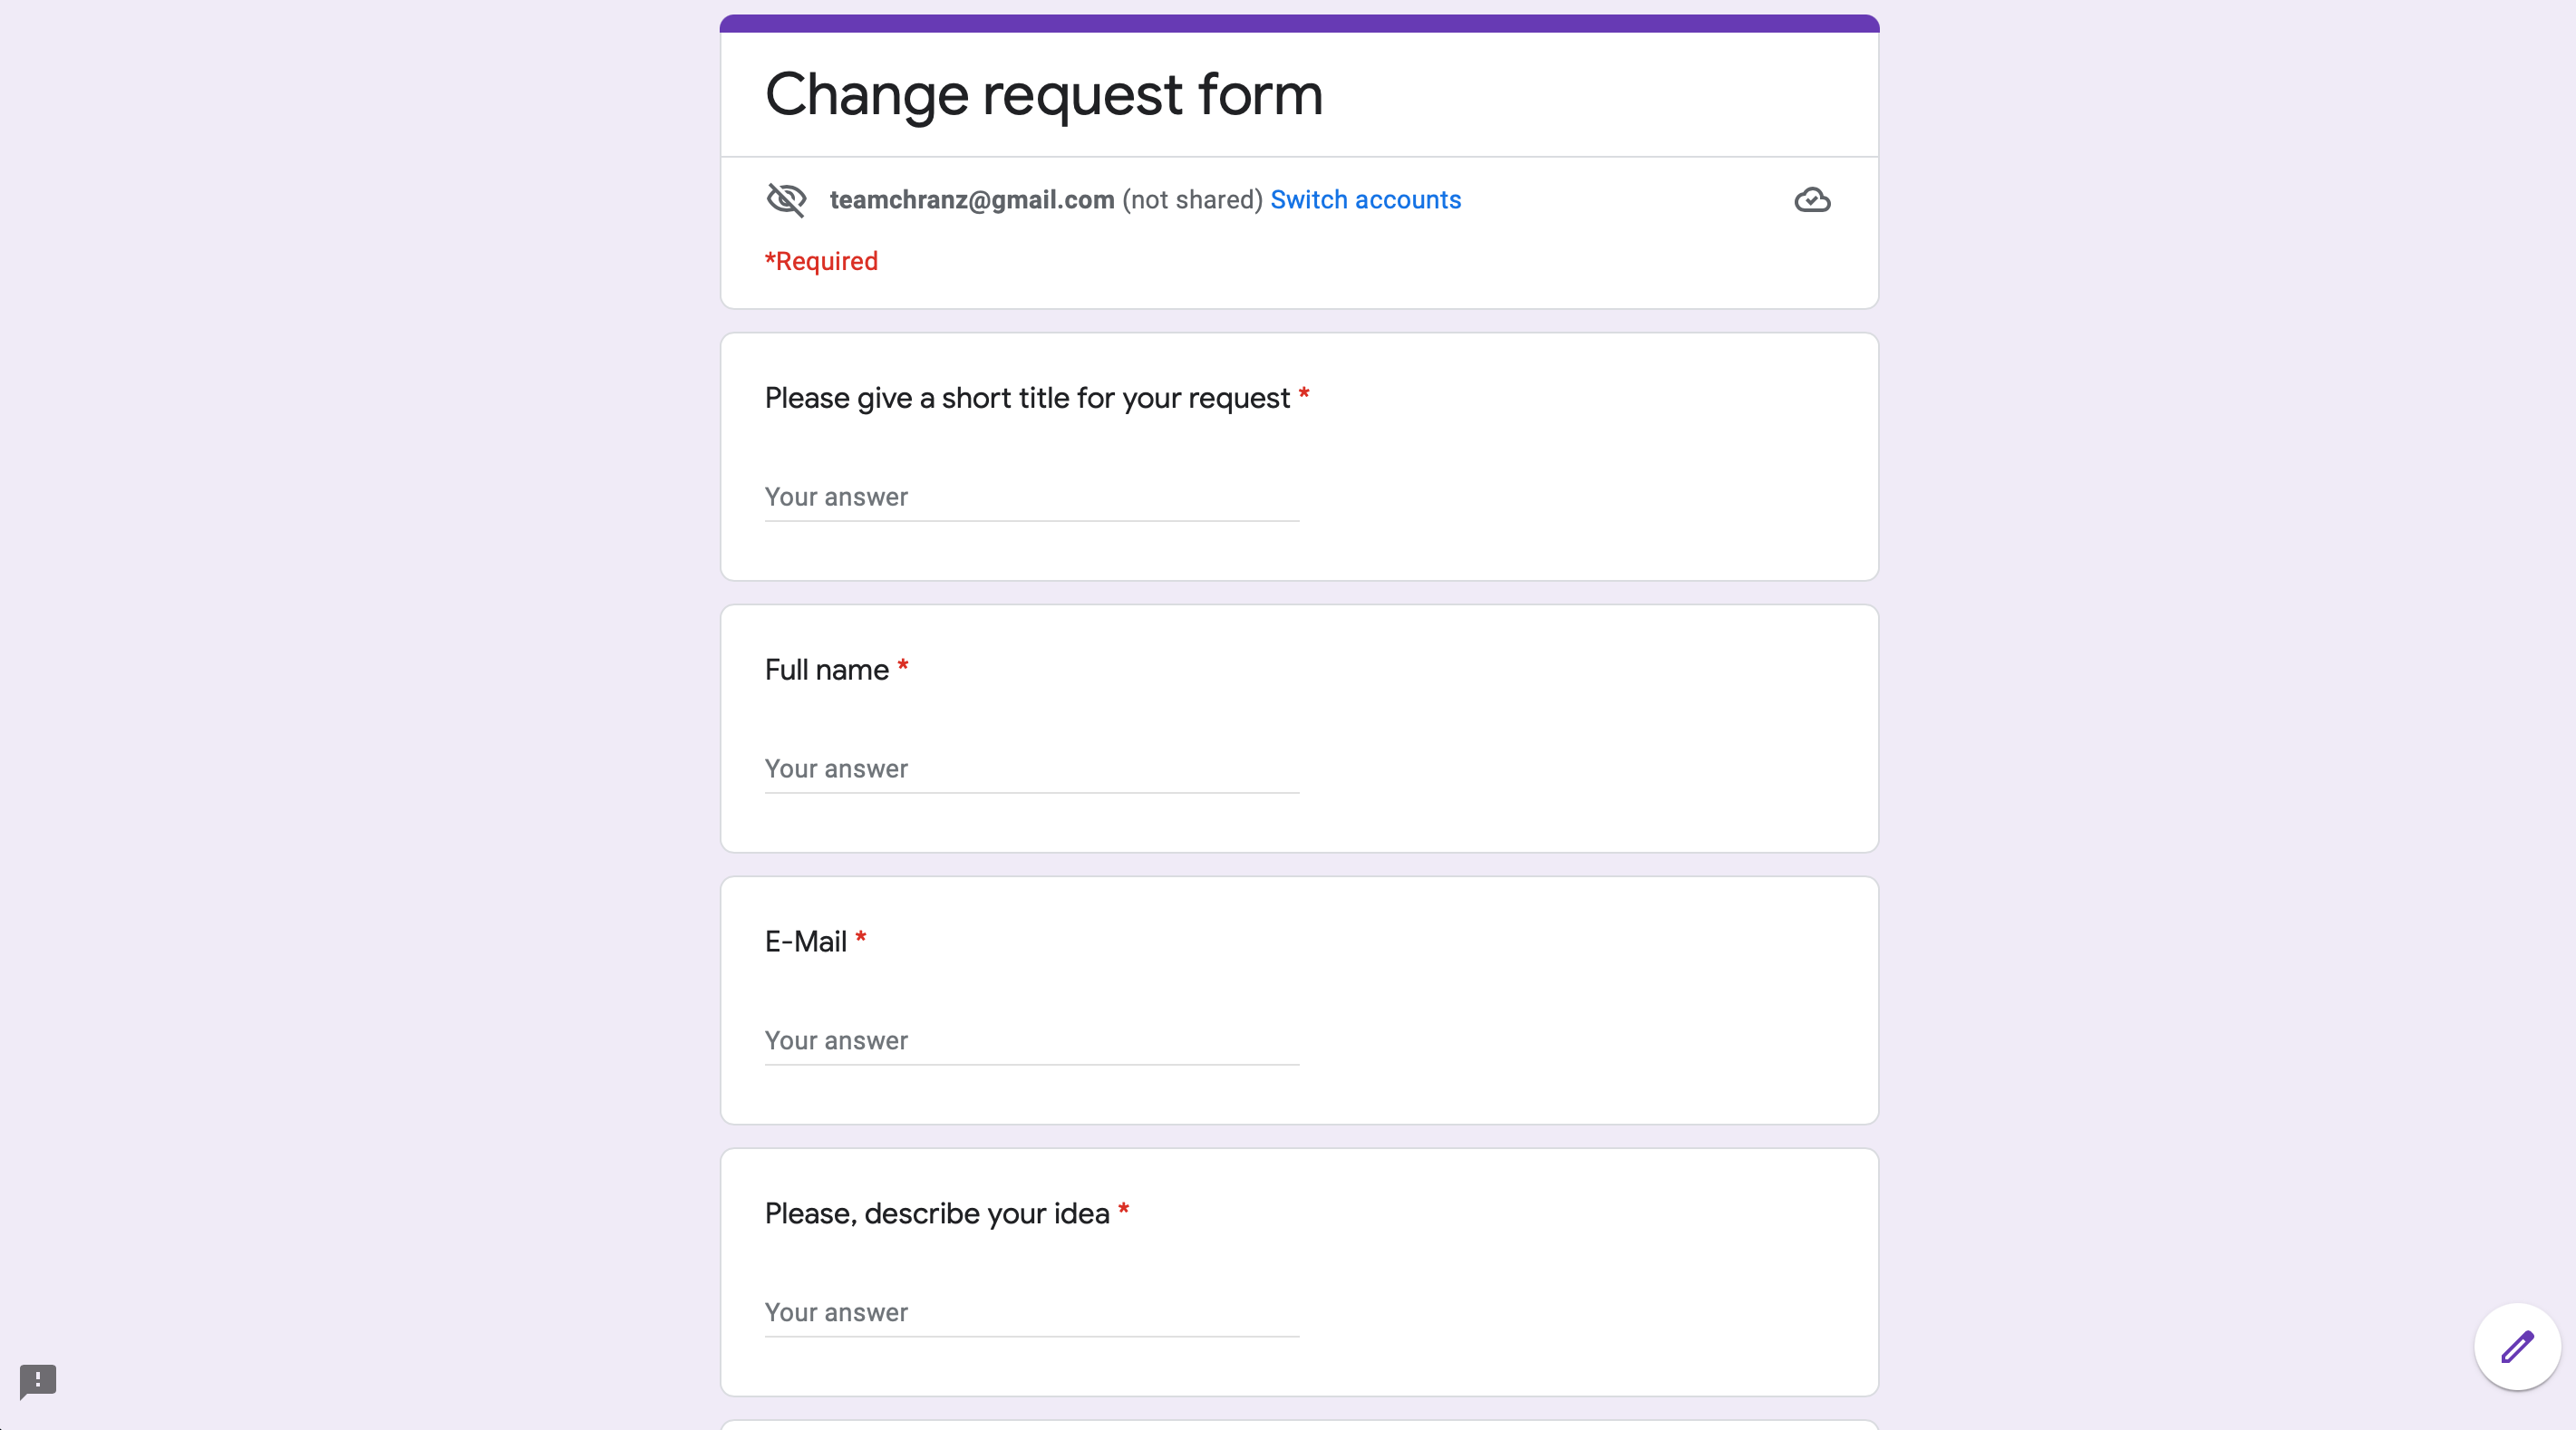 Change request form
teamchranz@gmail.com (not shared) Switch accounts
*Required
Please give a short title for your request *
Your answer
Full name *
Your answer
E-Mail *
Your answer
Please, describe your idea *
Your answer